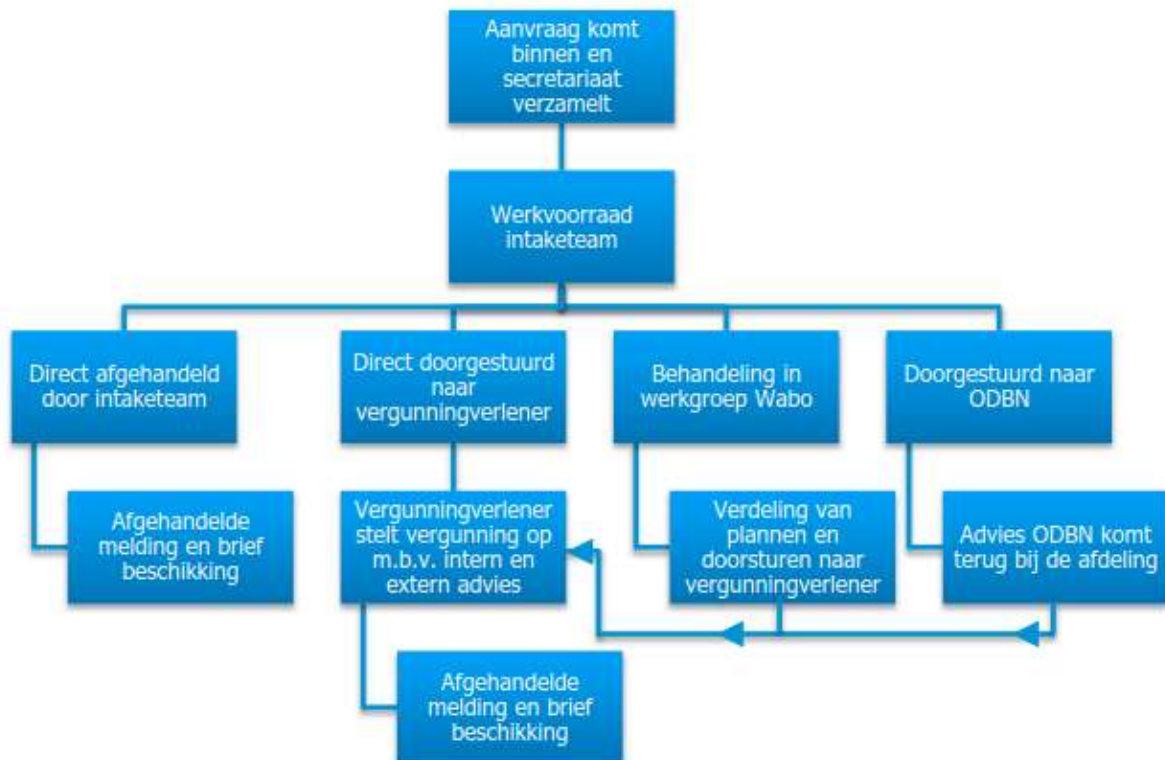 Aanvraag komt
binnen en
secretariaat
verzamelt
Werkvoorraad
intaketeam
Direct afgehandeld
door intaketeam
Direct doorgestuurd
naar
vergunningverlener
Behandeling in
werkgroep Wabo
Doorgestuurd naar
ODBN
Afgehandelde
melding en brief
beschikking
Vergunningverlener
stelt vergunning op
m.b.v. intern en
extern advies
Verdeling van
plannen en
doorsturen naar
vergunningverlener
Advies ODBN komt
terug bij de afdeling
Afgehandelde
melding en brief
beschikking